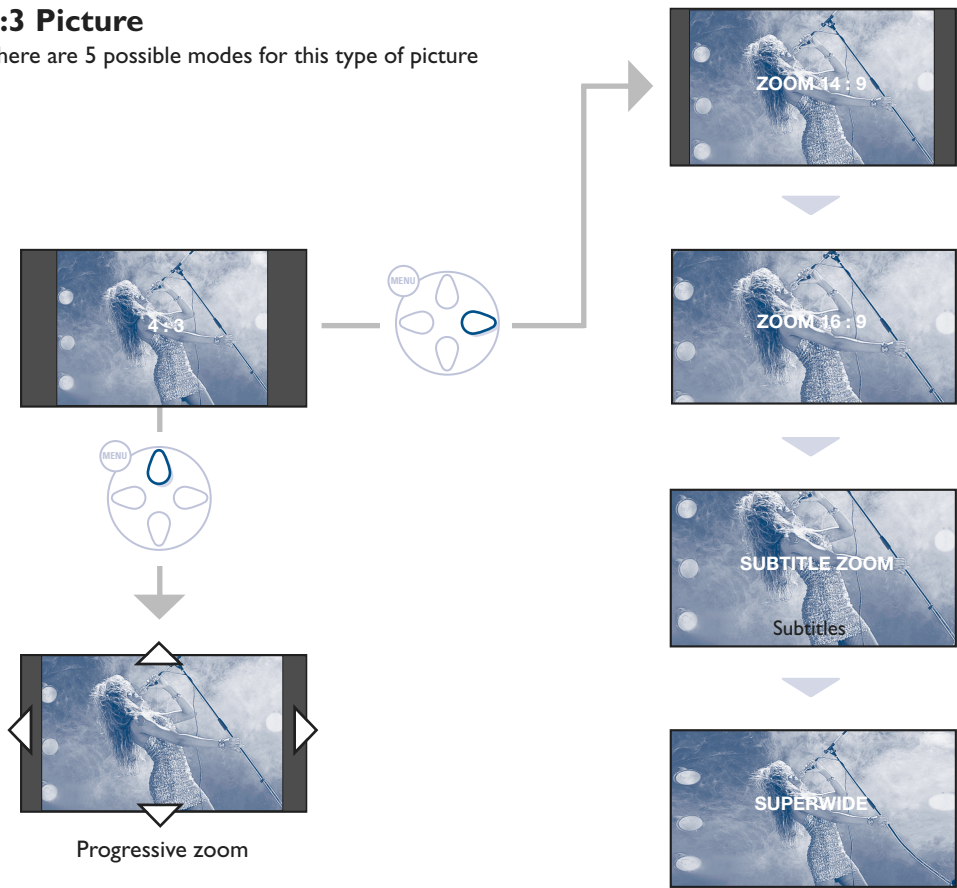 :3 Picture
here are 5 possible modes for this type of picture
ZOOM 14 : 9
MENU
4 : 3
ZOOM 16 : 9
MENU
SUBTITLE ZOOM
Subtitles
SUPERWIDE
Progressive zoom